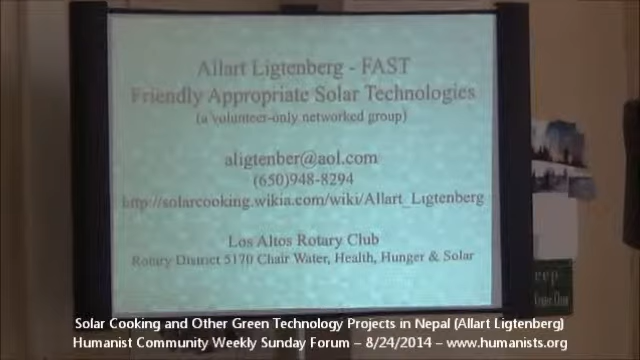 Allart Ligtenberg - FAST
Friendly Appropriate Solar Technologies
(a volunteer-only networked group)
aligtenber@aol.com
(650)948-8294
http://solarcooking.wikia.com/wiki/Allart_Ligtenberg
Los Altos Rotary Club
Rotary District 5170 Chair Water, Health, Hunger & Solar
Solar Cooking and Other Green Technology Projects in Nepal (Allart Ligtenberg)
Humanist Community Weekly Sunday Forum – 8/24/2014 – www.humanists.org